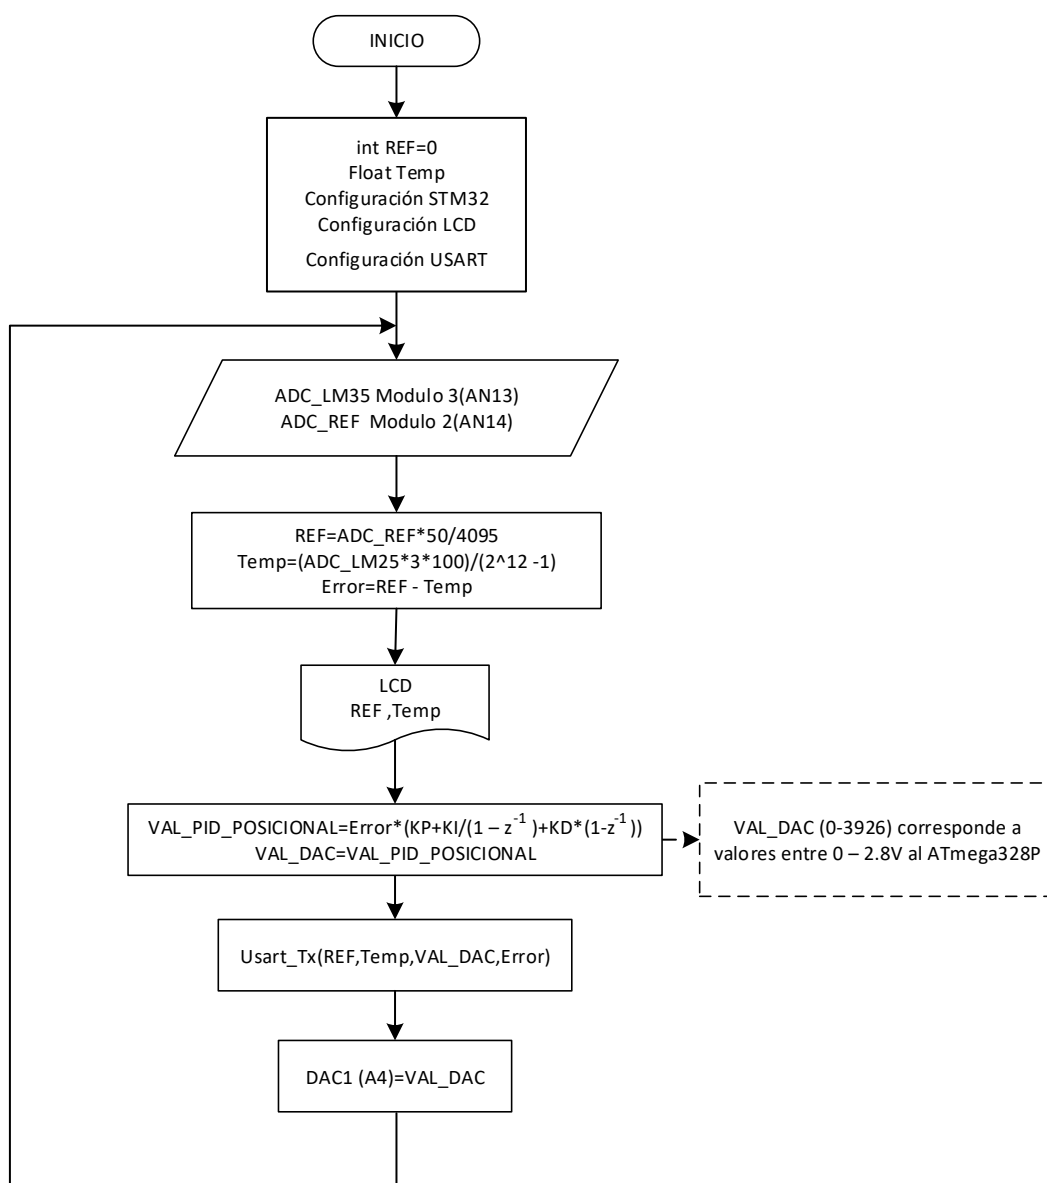 INICIO
int REF=0
Float Temp
Configuración STM32
Configuración LCD
Configuración USART
ADC_LM35 Modulo 3(AN13)
ADC_REF  Modulo 2(AN14)
REF=ADC_REF*50/4095
Temp=(ADC_LM25*3*100)/(2^12 -1)
Error=REF - Temp
LCD
REF ,Temp
VAL_PID_POSICIONAL=Error*(KP+KI/(1 – z⁻¹ )+KD*(1-z⁻¹ ))
VAL_DAC=VAL_PID_POSICIONAL
VAL_DAC (0-3926) corresponde a
valores entre 0 – 2.8V al ATmega328P
Usart_Tx(REF,Temp,VAL_DAC,Error)
DAC1 (A4)=VAL_DAC